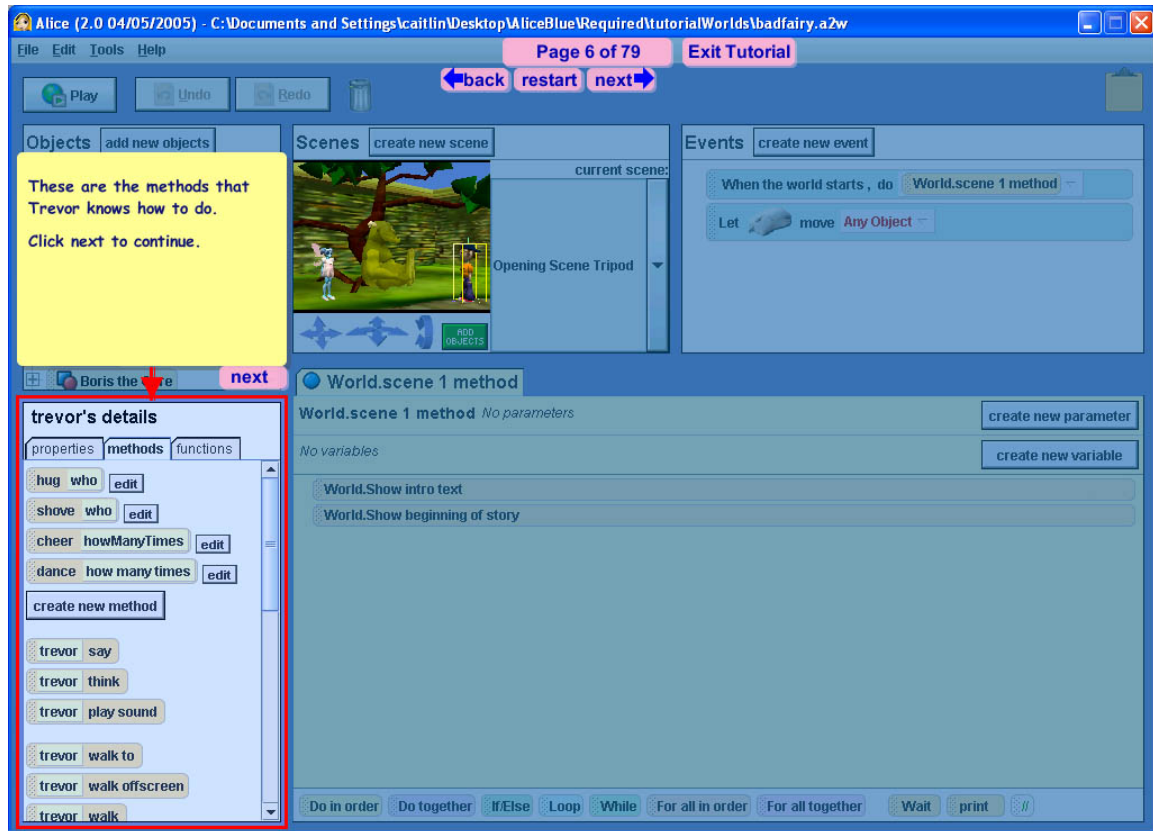 Alice (2.0 04/05/2005) - C:\Documents and Settings\caitlin\Desktop\AliceBlue\Required\tutorialWorlds\badfairy.a2w
File Edit Tools Help
Page 6 of 79 Exit Tutorial
back restart next
Play Undo Redo
Objects add new objects
These are the methods that
Trevor knows how to do.
Click next to continue.
Boris the
next
Scenes create new scene
current scene:
Opening Scene Tripod
ADD
OBJECTS
Events create new event
When the world starts , do World.scene 1 method
Let move Any Object
trevor's details
properties methods functions
hug who edit
shove who edit
cheer howManyTimes edit
dance how many times edit
create new method
trevor say
trevor think
trevor play sound
trevor walk to
trevor walk offscreen
trevor walk
World.scene 1 method
World.scene 1 method No parameters
create new parameter
No variables
create new variable
World.Show intro text
World.Show beginning of story
Do in order Do together If/Else Loop While For all in order For all together Wait print //